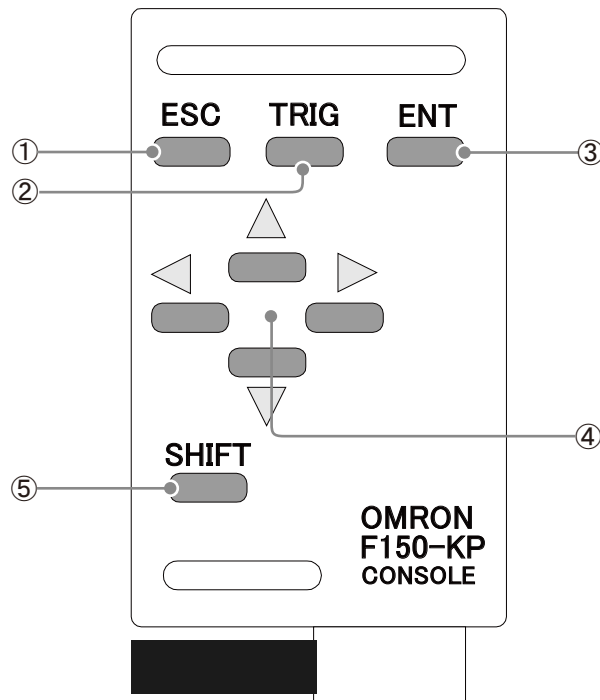 ESC TRIG ENT
①
②
③
④
SHIFT
⑤
OMRON
F150-KP
CONSOLE